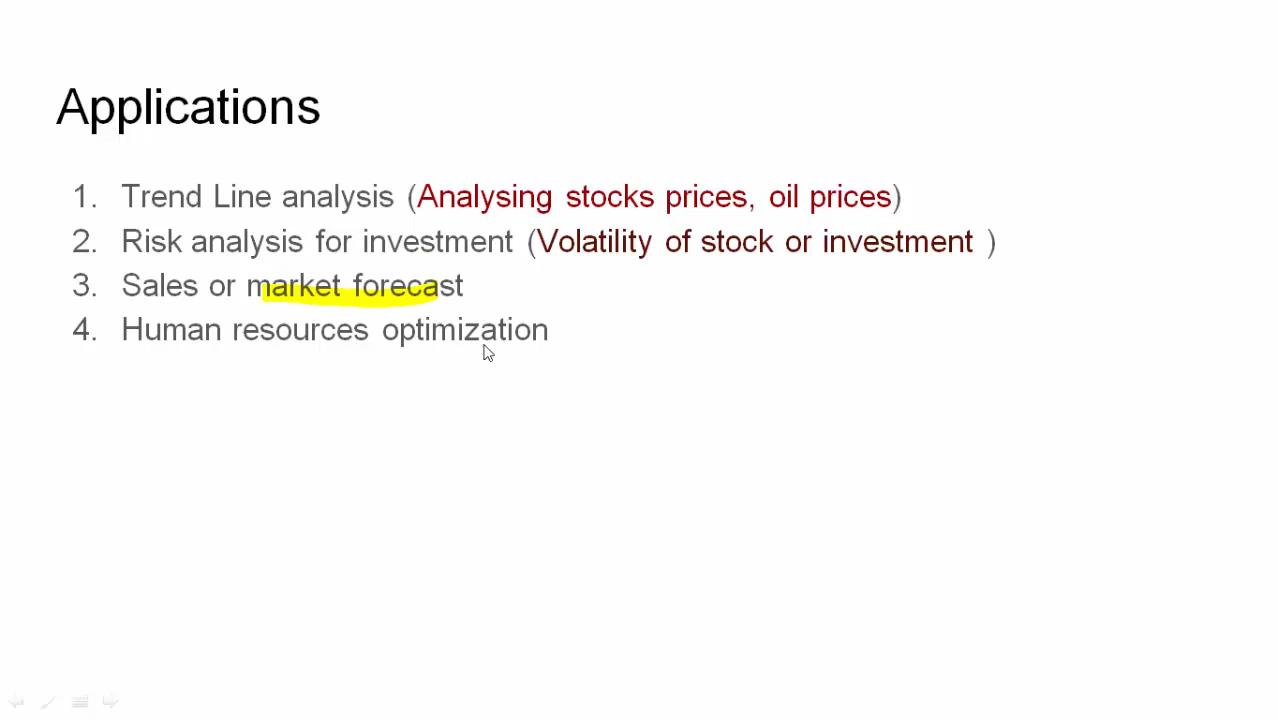 Applications
1. Trend Line analysis (Analysing stocks prices, oil prices)
2. Risk analysis for investment (Volatility of stock or investment )
3. Sales or market forecast
4. Human resources optimization